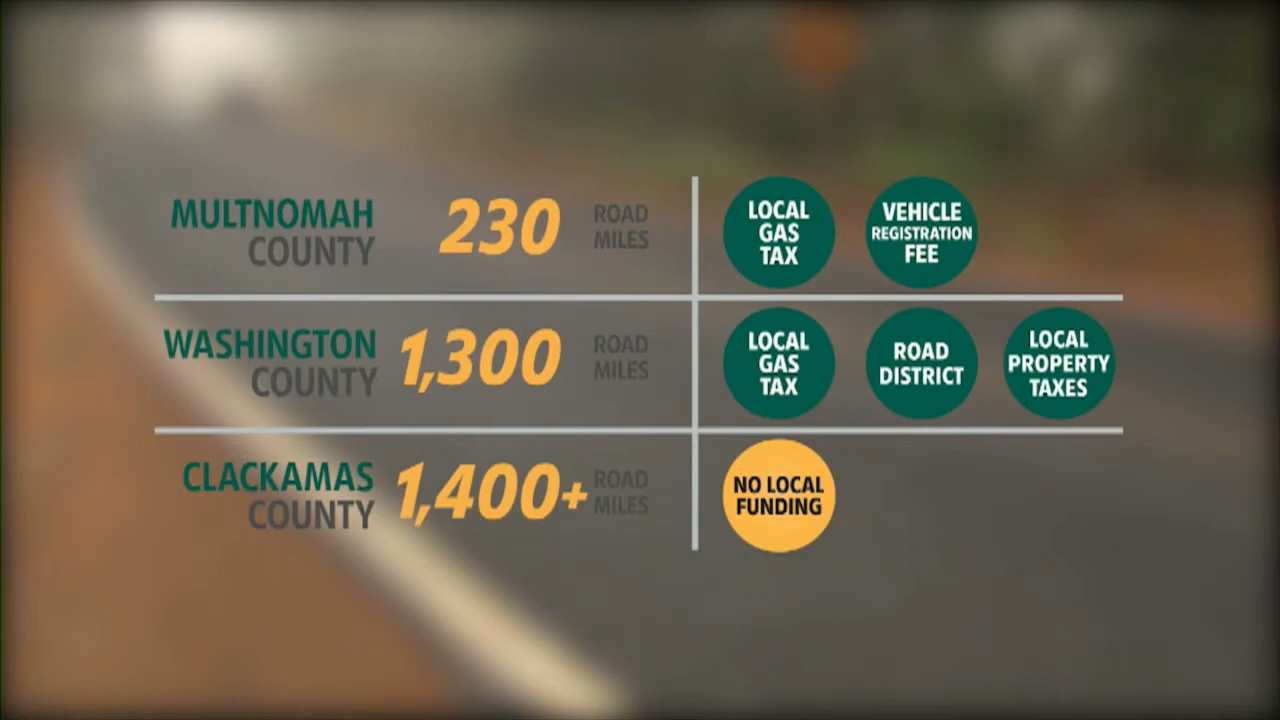 MULTNOMAH
COUNTY
230
ROAD
MILES
LOCAL
GAS
TAX
VEHICLE
REGISTRATION
FEE
WASHINGTON
COUNTY
1,300
ROAD
MILES
LOCAL
GAS
TAX
ROAD
DISTRICT
LOCAL
PROPERTY
TAXES
CLACKAMAS
COUNTY
1,400+
ROAD
MILES
NO LOCAL
FUNDING